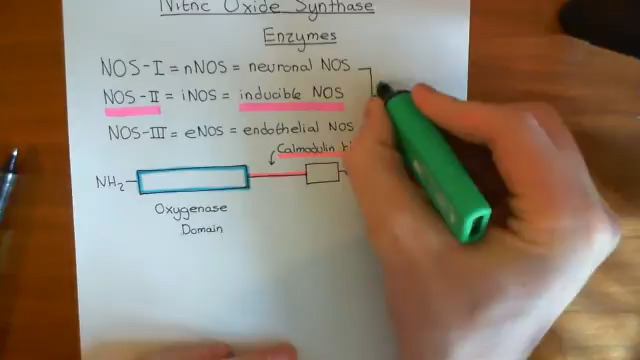 Nitric Oxide Synthase
Enzymes
NOS-I = nNOS = neuronal NOS
NOS-II = iNOS = inducible NOS
NOS-III = eNOS = endothelial NOS
Calmodulin
NH₂
Oxygenase
Domain